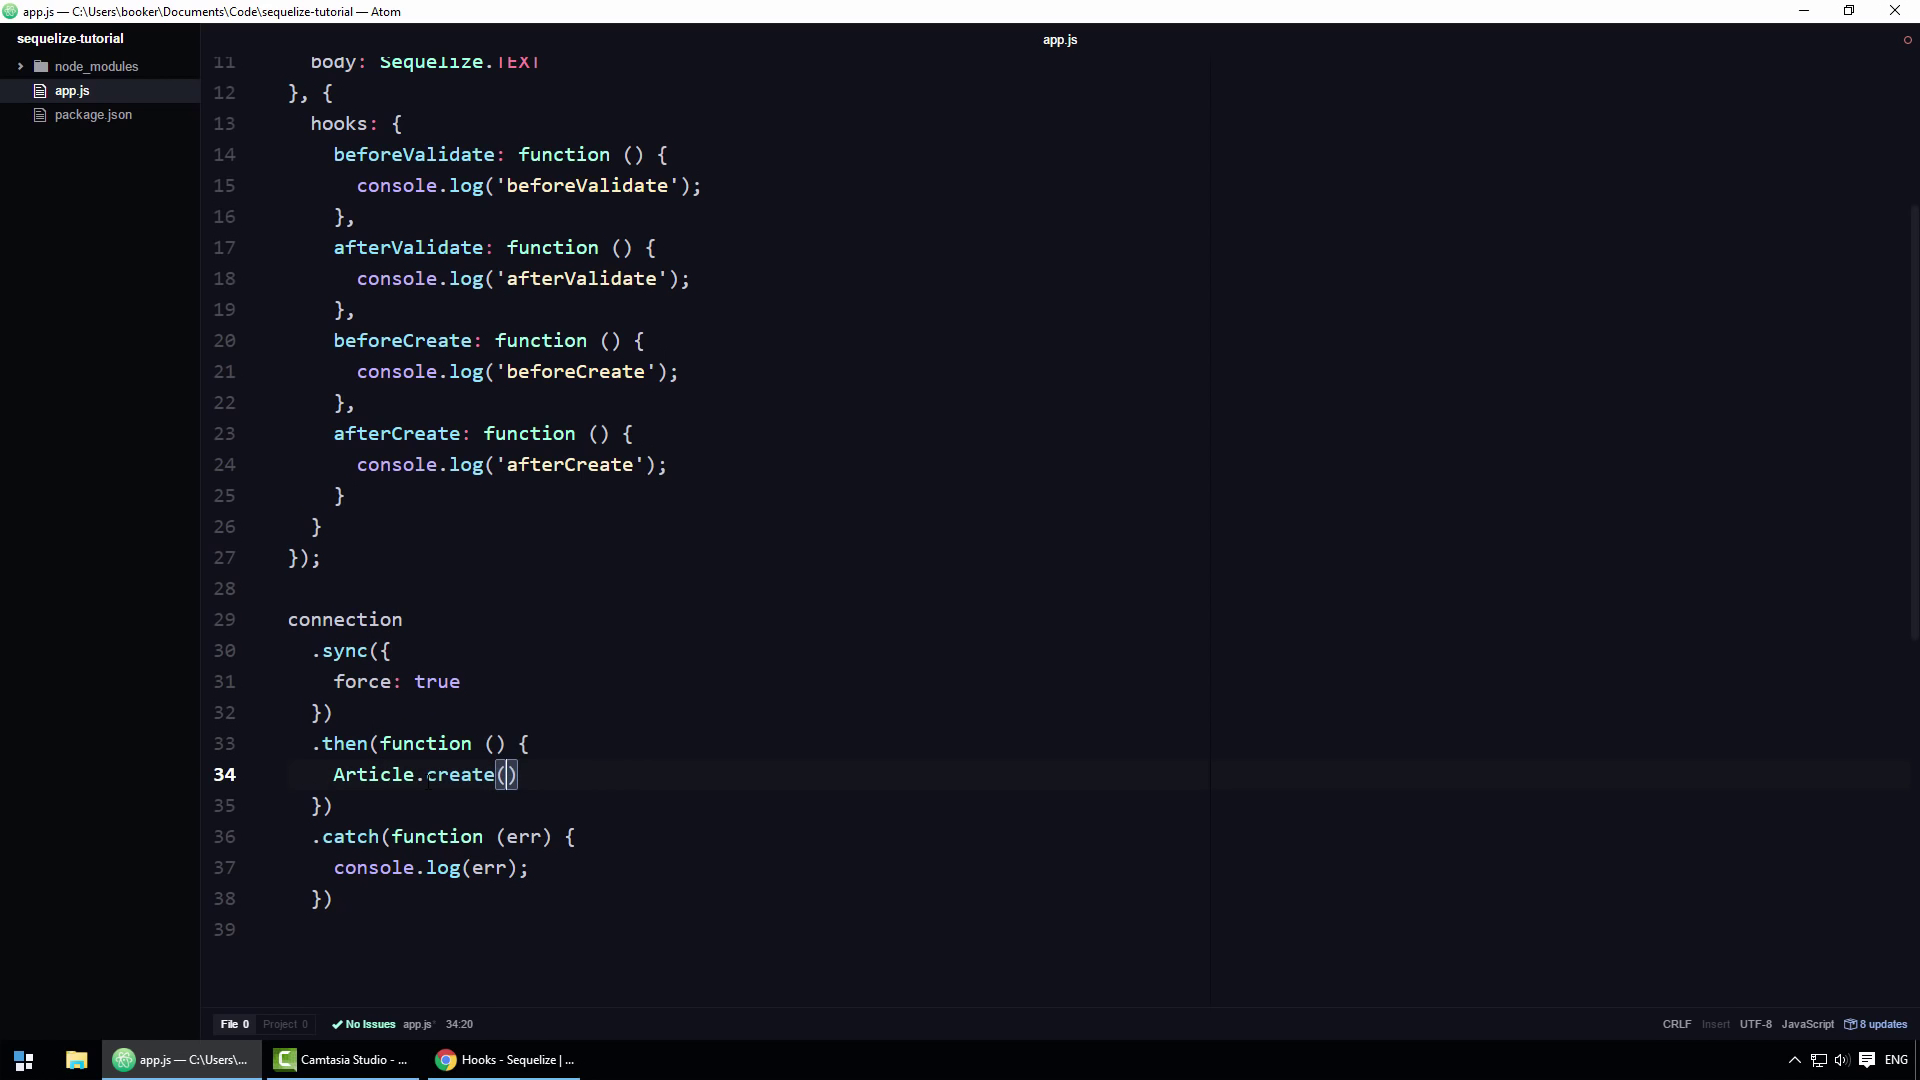 app.js — C:\Users\booker\Documents\Code\sequelize-tutorial — Atom
sequelize-tutorial
node_modules
app.js
package.json
app.js
11 body: Sequelize.TEXT
12 }, {
13 hooks: {
14 beforeValidate: function () {
15 console.log('beforeValidate');
16 },
17 afterValidate: function () {
18 console.log('afterValidate');
19 },
20 beforeCreate: function () {
21 console.log('beforeCreate');
22 },
23 afterCreate: function () {
24 console.log('afterCreate');
25 }
26 }
27 });
28
29 connection
30 .sync({
31 force: true
32 })
33 .then(function () {
34 Article.create()
35 })
36 .catch(function (err) {
37 console.log(err);
38 })
39
File 0 Project 0 No Issues app.js* 34:20 CRLF Insert UTF-8 JavaScript 8 updates
app.js — C:\Users\... Camtasia Studio - ... Hooks - Sequelize | ... ENG